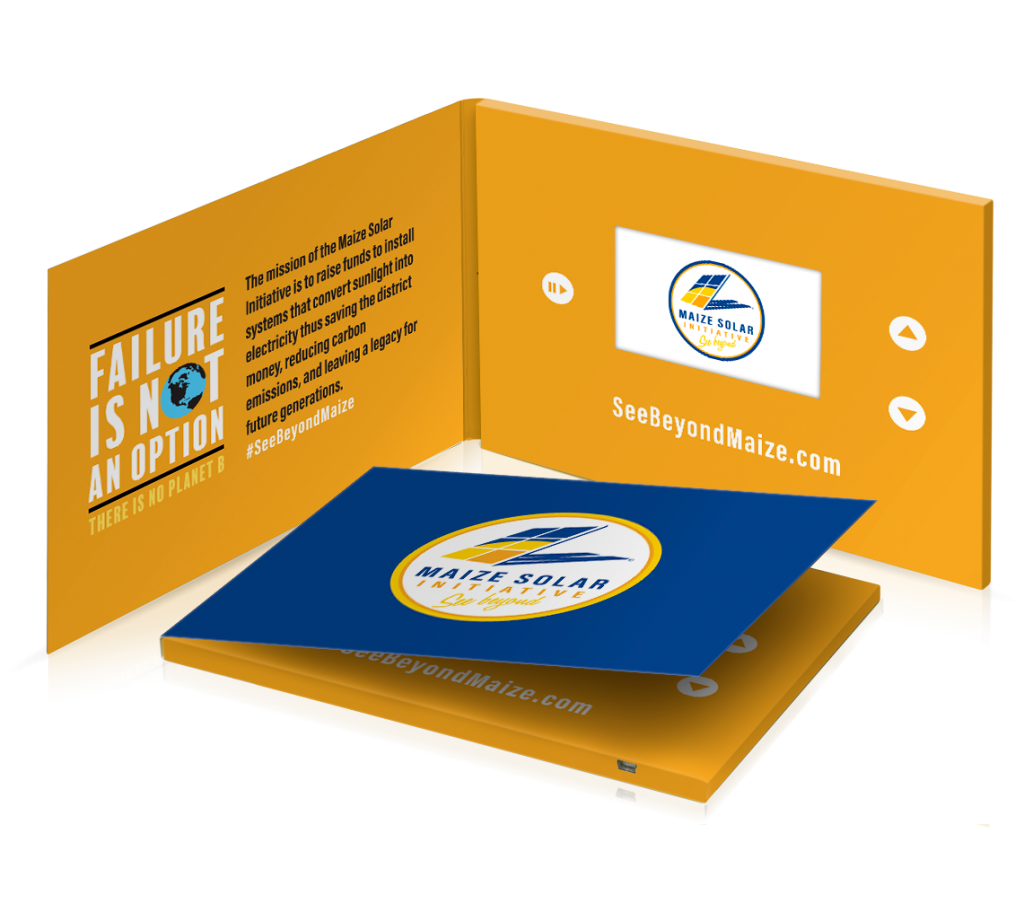 FAILURE
IS NOT
AN OPTION
THERE IS NO PLANET B
The mission of the Maize Solar
Initiative is to raise funds to install
systems that convert sunlight into
electricity thus saving the district
money, reducing carbon
emissions, and leaving a legacy for
future generations.
#SeeBeyondMaize
MAIZE SOLAR
INITIATIVE
See beyond
SeeBeyondMaize.com
MAIZE SOLAR
INITIATIVE
See beyond
SeeBeyondMaize.com